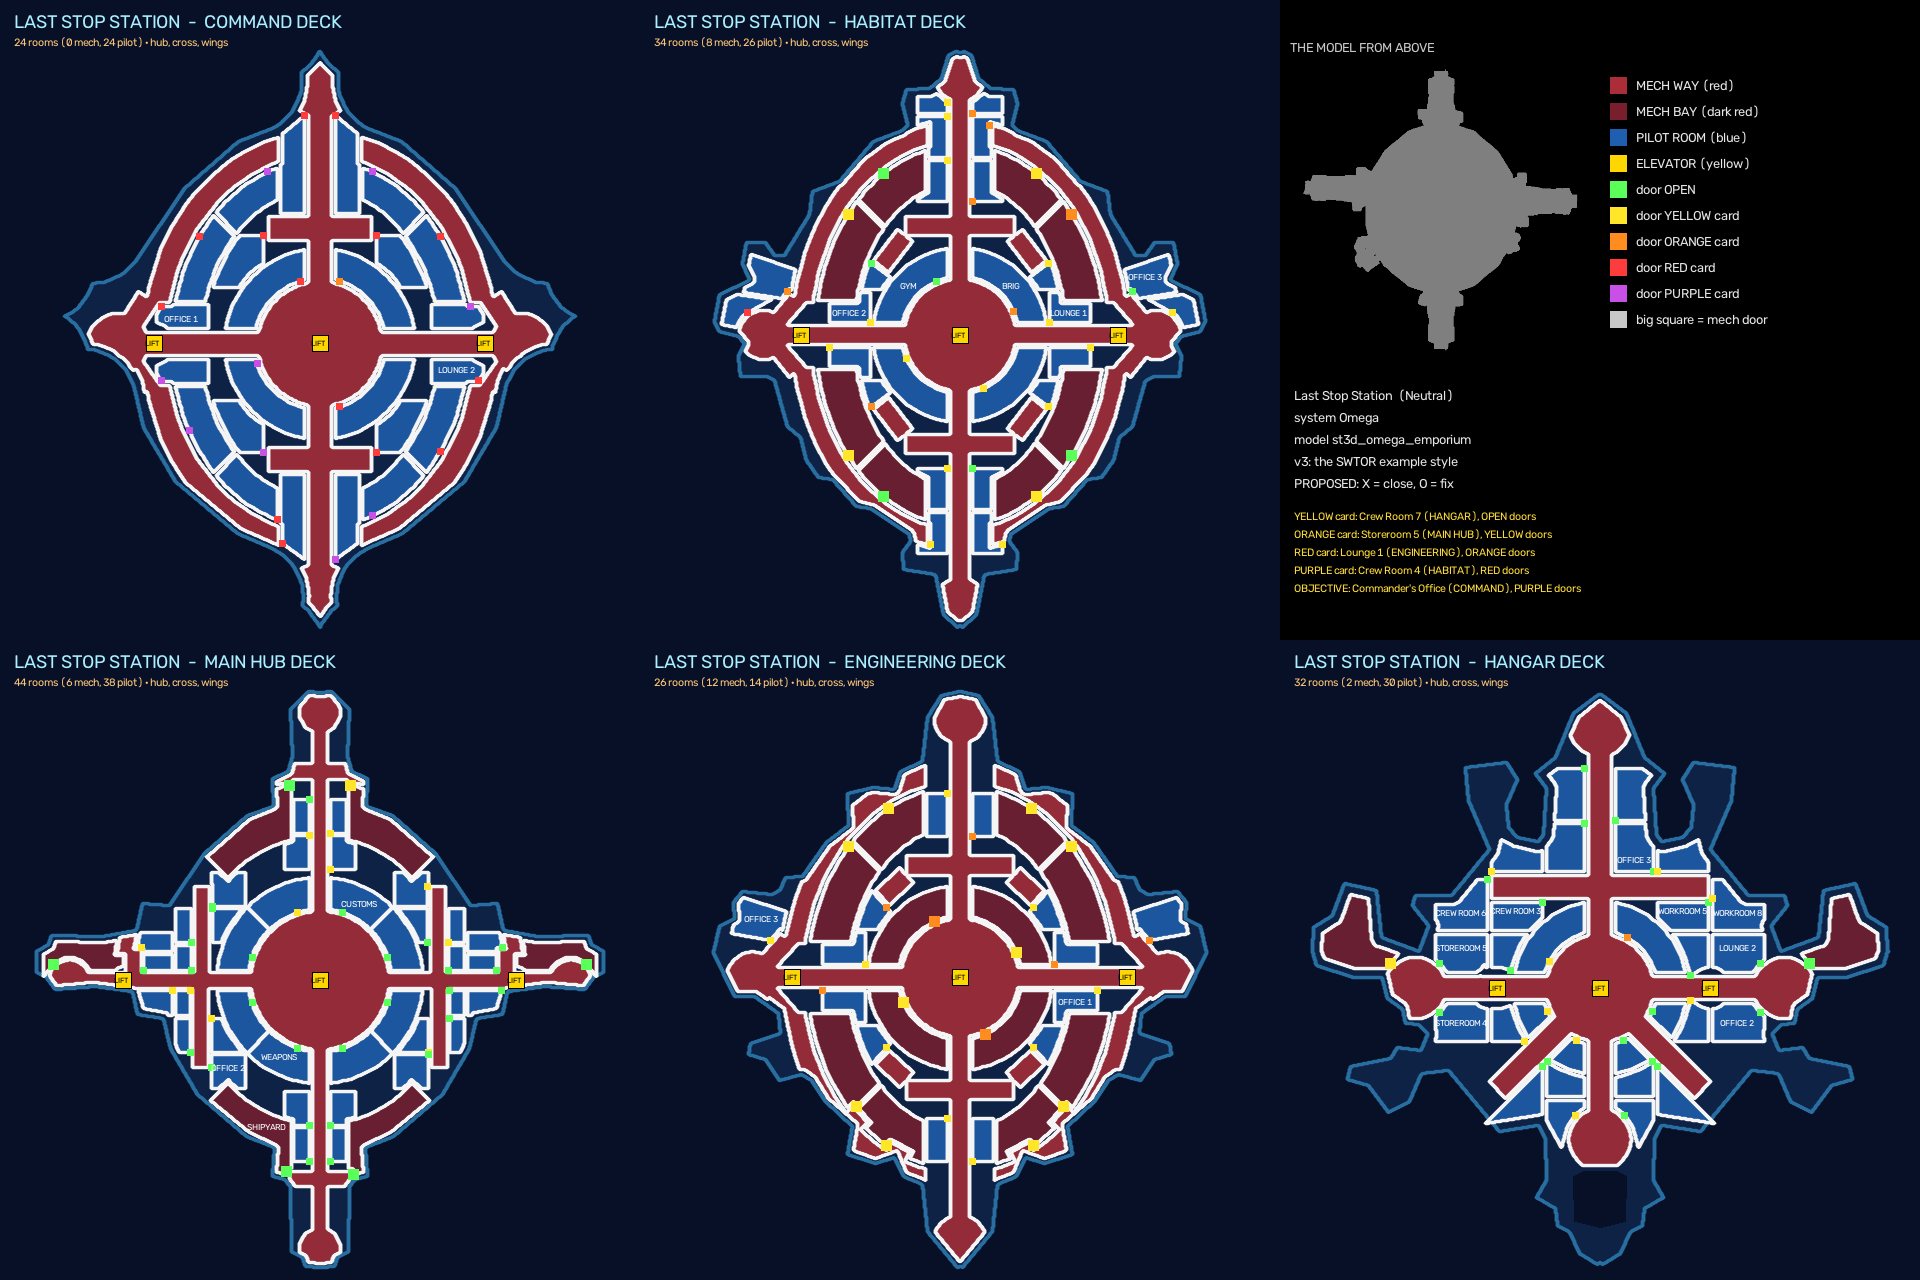 LAST STOP STATION - COMMAND DECK
24 rooms (0 mech, 24 pilot) • hub, cross, wings
OFFICE 1
LIFT
LIFT
LIFT
LOUNGE 2
LAST STOP STATION - HABITAT DECK
34 rooms (8 mech, 26 pilot) • hub, cross, wings
OFFICE 3
GYM
BRIG
OFFICE 2
LOUNGE 1
LIFT
LIFT
LIFT
THE MODEL FROM ABOVE
MECH WAY (red)
MECH BAY (dark red)
PILOT ROOM (blue)
ELEVATOR (yellow)
door OPEN
door YELLOW card
door ORANGE card
door RED card
door PURPLE card
big square = mech door
Last Stop Station (Neutral)
system Omega
model st3d_omega_emporium
v3: the SWTOR example style
PROPOSED: X = close, O = fix
YELLOW card: Crew Room 7 (HANGAR), OPEN doors
ORANGE card: Storeroom 5 (MAIN HUB), YELLOW doors
RED card: Lounge 1 (ENGINEERING), ORANGE doors
PURPLE card: Crew Room 4 (HABITAT), RED doors
OBJECTIVE: Commander's Office (COMMAND), PURPLE doors
LAST STOP STATION - MAIN HUB DECK
44 rooms (6 mech, 38 pilot) • hub, cross, wings
CUSTOMS
LIFT
LIFT
LIFT
WEAPONS
OFFICE 2
SHIPYARD
LAST STOP STATION - ENGINEERING DECK
26 rooms (12 mech, 14 pilot) • hub, cross, wings
OFFICE 3
LIFT
LIFT
LIFT
OFFICE 1
LAST STOP STATION - HANGAR DECK
32 rooms (2 mech, 30 pilot) • hub, cross, wings
OFFICE 3
CREW ROOM 6
CREW ROOM 3
WORKROOM 5
WORKROOM 8
STOREROOM 5
LOUNGE 2
LIFT
LIFT
LIFT
STOREROOM 4
OFFICE 2